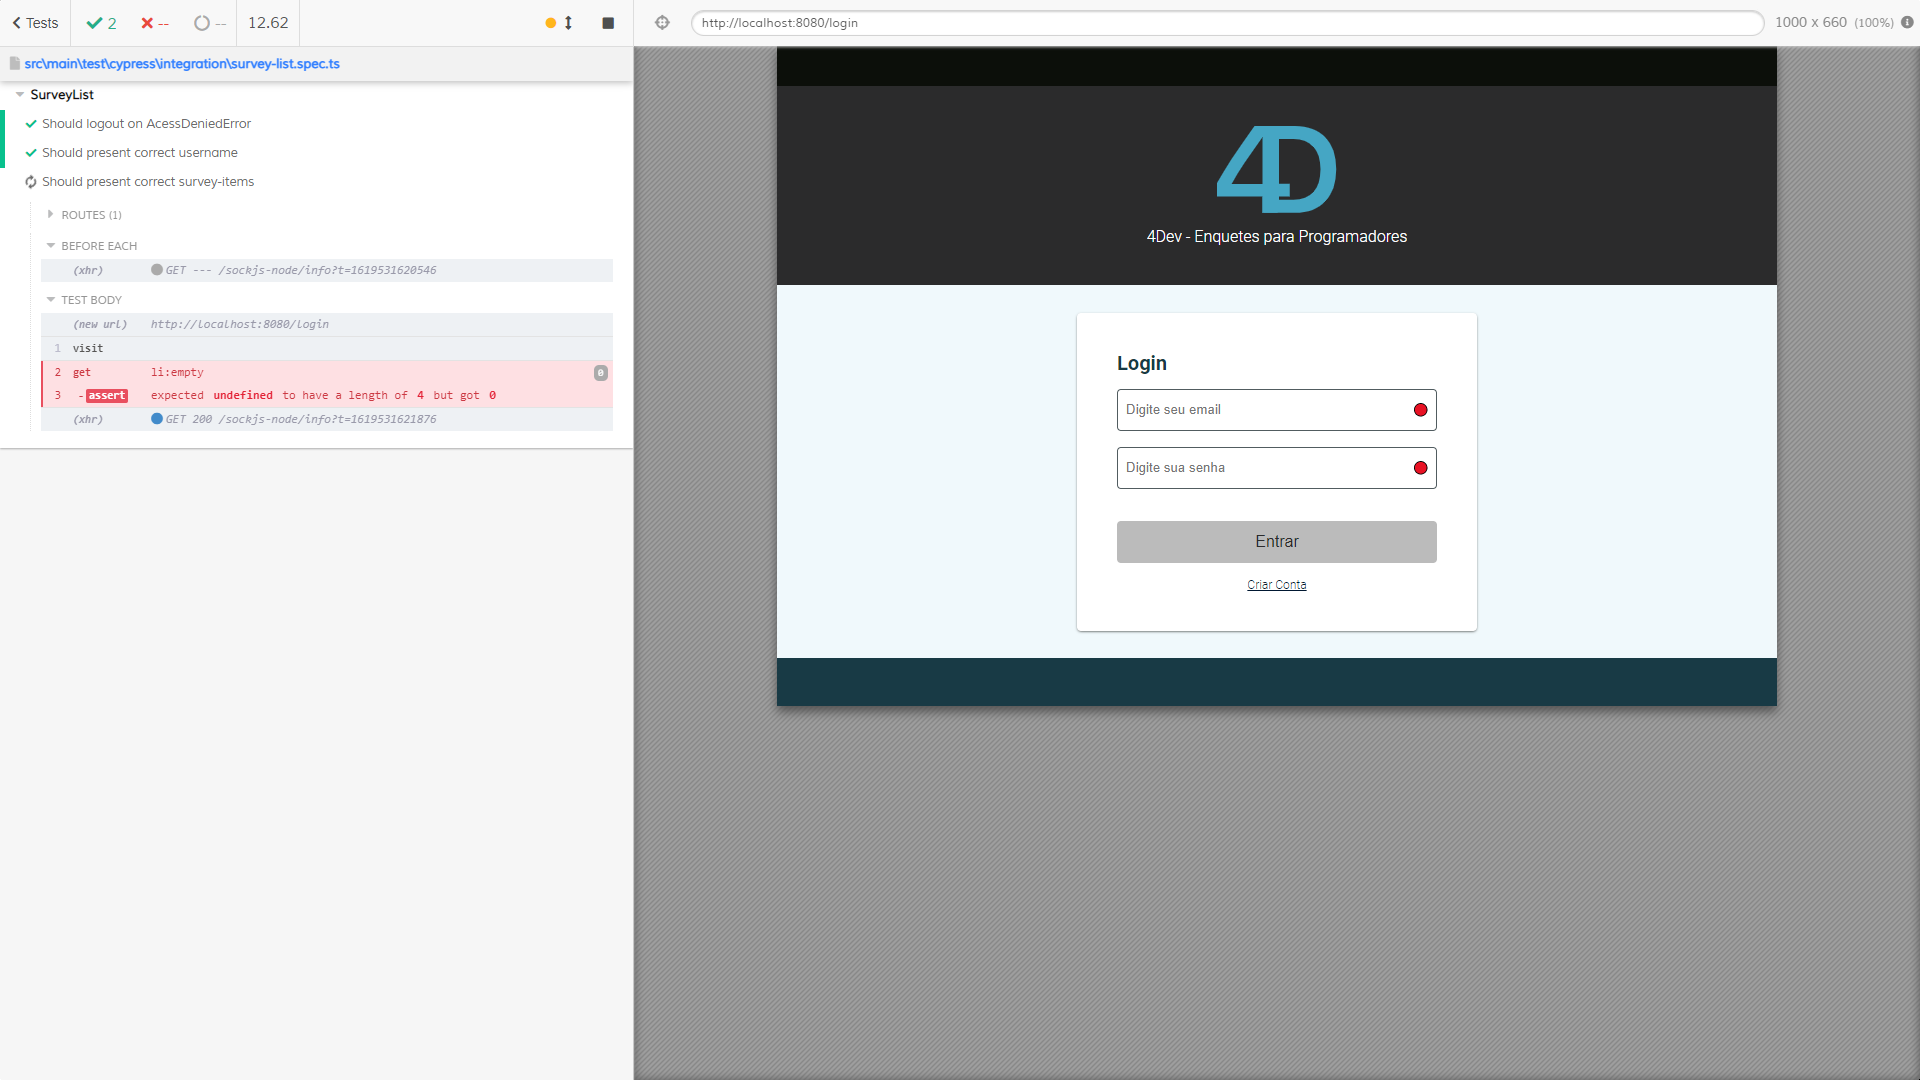 Tests
2
--
--
12.62
http://localhost:8080/login
1000 x 660 (100%)
src\main\test\cypress\integration\survey-list.spec.ts
SurveyList
Should logout on AcessDeniedError
Should present correct username
Should present correct survey-items
ROUTES (1)
BEFORE EACH
(xhr) GET --- /sockjs-node/info?t=1619531620546
TEST BODY
(new url) http://localhost:8080/login
1 visit
2 get li:empty 0
3 -assert expected undefined to have a length of 4 but got 0
(xhr) GET 200 /sockjs-node/info?t=1619531621876
4D
4Dev - Enquetes para Programadores
Login
Digite seu email
Digite sua senha
Entrar
Criar Conta